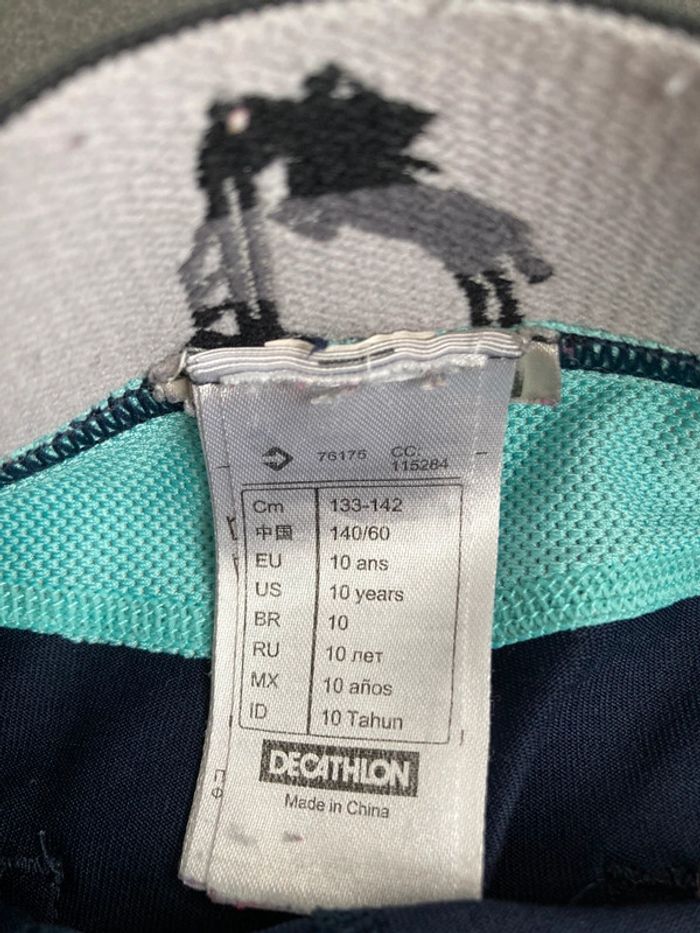 76175 CC:
115284
Cm 133-142
中国 140/60
EU 10 ans
US 10 years
BR 10
RU 10 лет
MX 10 años
ID 10 Tahun
DECATHLON
Made in China
П
Ф